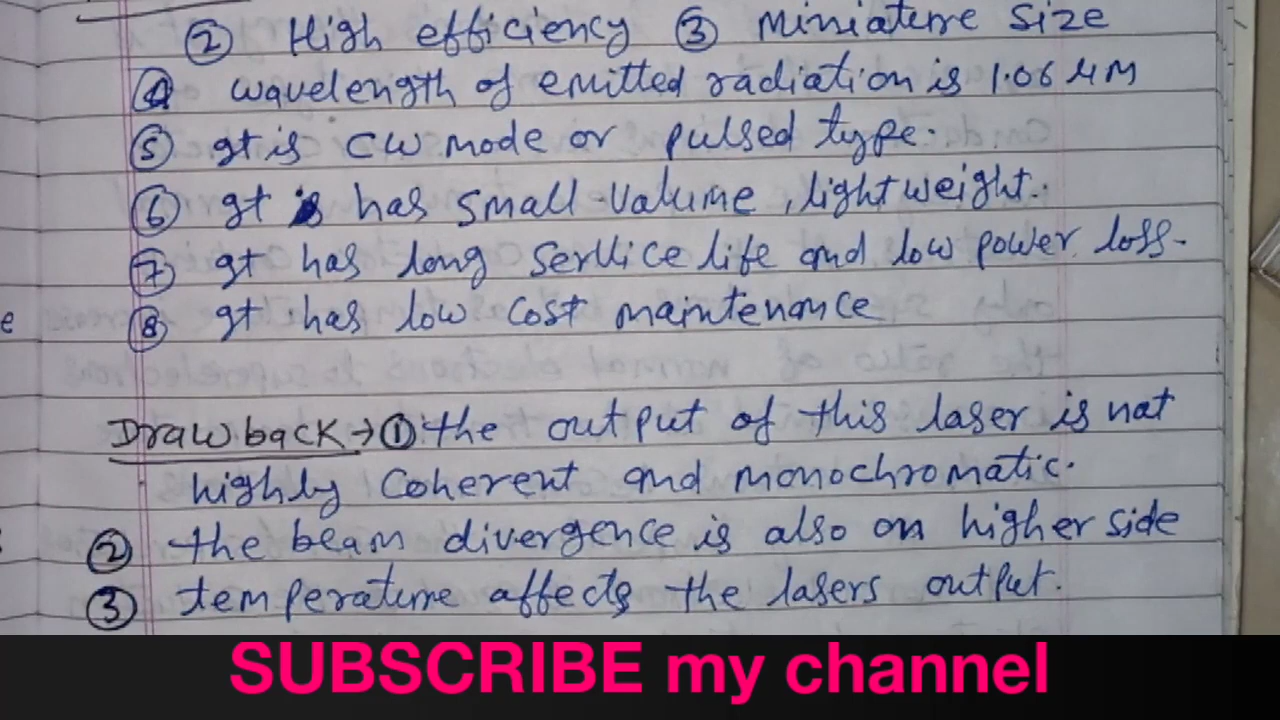 ② High efficiency ③ Miniature size
④ wavelength of emitted radiation is 1.06 μM
⑤ It is CW mode or pulsed type.
⑥ It has small volume, lightweight.
⑦ It has long service life and low power loss.
⑧ It has low cost maintenance
e
Drawback → ① the output of this laser is not
highly coherent and monochromatic.
② the beam divergence is also on higher side
③ temperature affects the lasers output.
SUBSCRIBE my channel